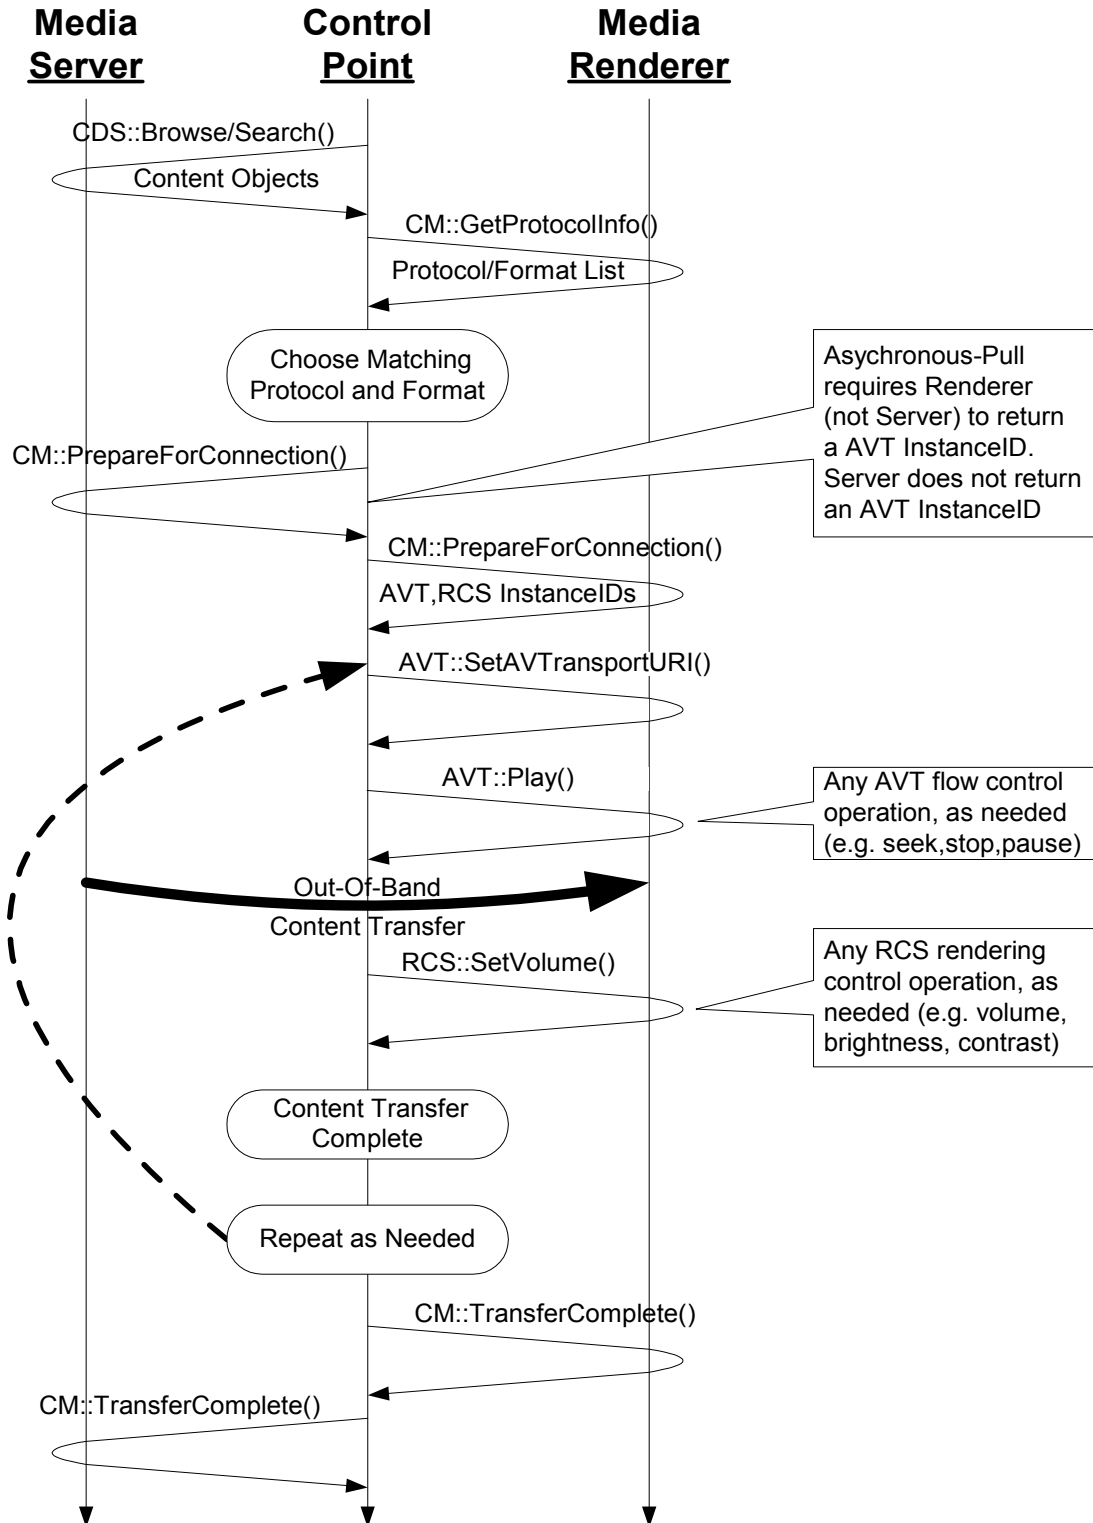 Media
Server
Control
Point
Media
Renderer
CDS::Browse/Search()
Content Objects
CM::GetProtocolInfo()
Protocol/Format List
Choose Matching
Protocol and Format
Asychronous-Pull
requires Renderer
(not Server) to return
a AVT InstanceID.
Server does not return
an AVT InstanceID
CM::PrepareForConnection()
CM::PrepareForConnection()
AVT,RCS InstanceIDs
AVT::SetAVTransportURI()
AVT::Play()
Any AVT flow control
operation, as needed
(e.g. seek,stop,pause)
Out-Of-Band
Content Transfer
RCS::SetVolume()
Any RCS rendering
control operation, as
needed (e.g. volume,
brightness, contrast)
Content Transfer
Complete
Repeat as Needed
CM::TransferComplete()
CM::TransferComplete()